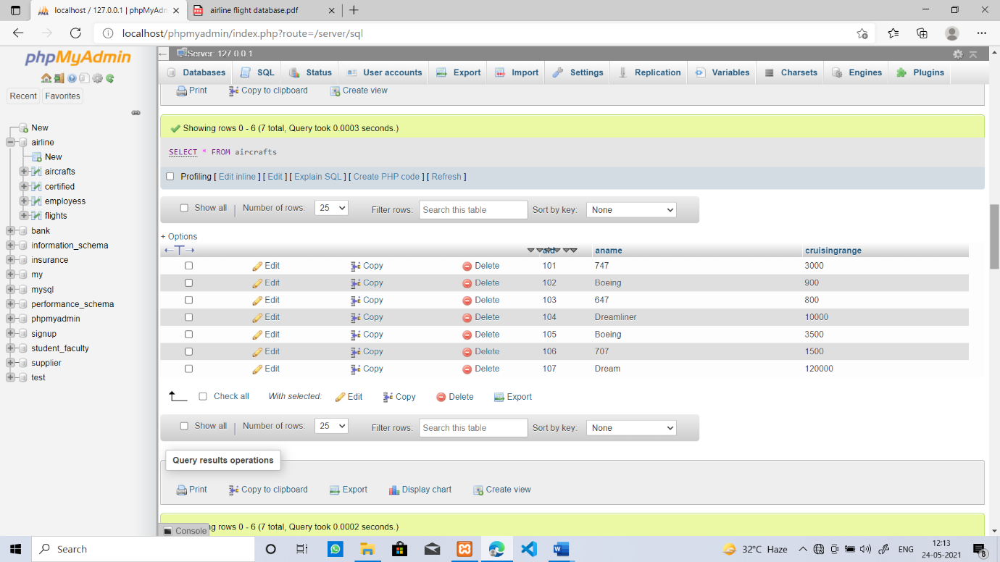 localhost / 127.0.0.1 | phpMyAdn
airline flight database.pdf
localhost/phpmyadmin/index.php?route=/server/sql
phpMyAdmin
Recent Favorites
New
airline
New
aircrafts
certified
employess
flights
bank
information_schema
insurance
my
mysql
performance_schema
phpmyadmin
signup
student_faculty
supplier
test
Server: 127.0.0.1
Databases SQL Status User accounts Export Import Settings Replication Variables Charsets Engines Plugins
Print Copy to clipboard Create view
Showing rows 0 - 6 (7 total, Query took 0.0003 seconds.)
SELECT * FROM aircrafts
Profiling [ Edit inline ] [ Edit ] [ Explain SQL ] [ Create PHP code ] [ Refresh ]
Show all | Number of rows: 25 Filter rows: Search this table Sort by key: None
+ Options
←T→ aid aname cruisingrange
Edit Copy Delete 101 747 3000
Edit Copy Delete 102 Boeing 900
Edit Copy Delete 103 647 800
Edit Copy Delete 104 Dreamliner 10000
Edit Copy Delete 105 Boeing 3500
Edit Copy Delete 106 707 1500
Edit Copy Delete 107 Dream 120000
Check all With selected: Edit Copy Delete Export
Show all | Number of rows: 25 Filter rows: Search this table Sort by key: None
Query results operations
Print Copy to clipboard Export Display chart Create view
rows 0 - 6 (7 total, Query took 0.0002 seconds.)
Console
Search
32°C Haze
ENG
12:13
24-05-2021
8